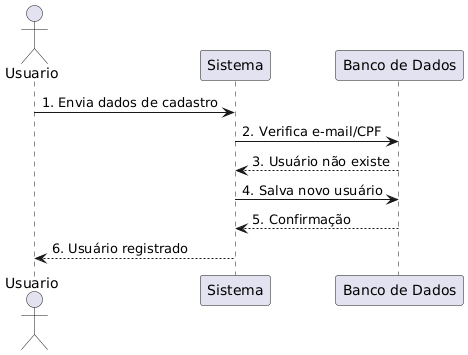 Usuario
Sistema
Banco de Dados
1. Envia dados de cadastro
2. Verifica e-mail/CPF
3. Usuário não existe
4. Salva novo usuário
5. Confirmação
6. Usuário registrado
Usuario
Sistema
Banco de Dados